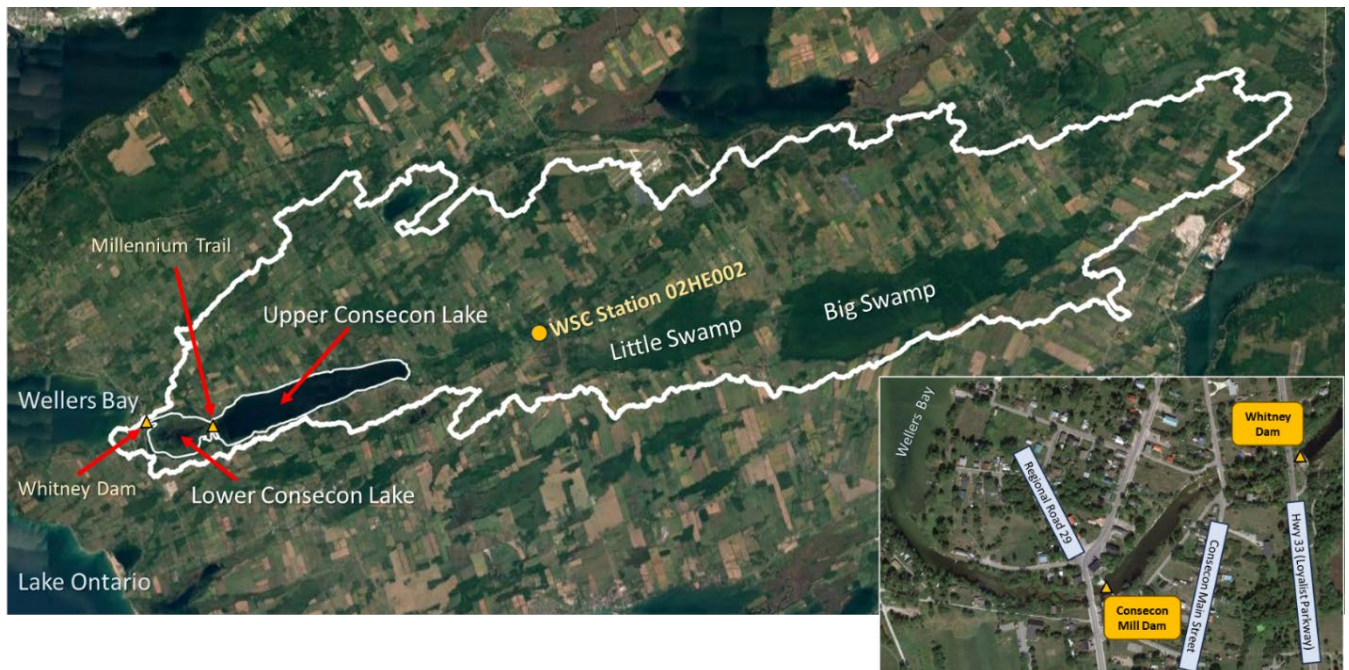 Millennium Trail
Upper Consecon Lake
WSC Station 02HE002
Little Swamp
Big Swamp
Wellers Bay
Whitney Dam
Lower Consecon Lake
Lake Ontario
Wellers Bay
Regional Road 29
Whitney
Dam
Hwy 33 (Loyalist Parkway)
Consecon Main Street
Consecon
Mill Dam